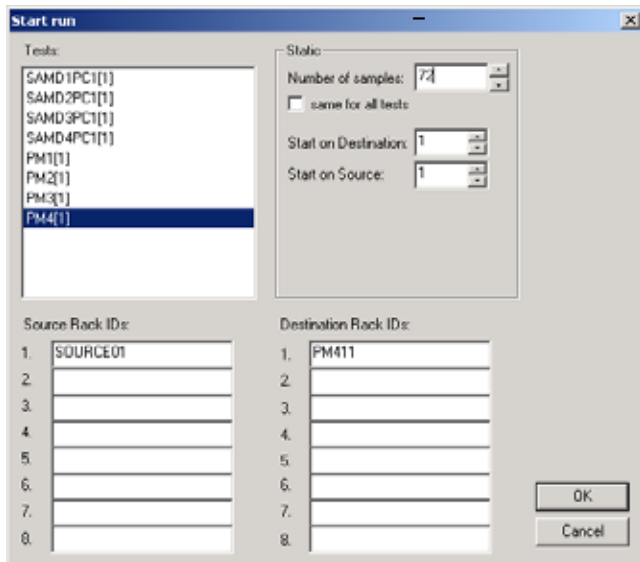 Start run
Tests:
SAMD1PC1[1]
SAMD2PC1[1]
SAMD3PC1[1]
SAMD4PC1[1]
PM1[1]
PM2[1]
PM3[1]
PM4[1]
Static
Number of samples: 72
same for all tests
Start on Destination: 1
Start on Source: 1
Source Rack IDs:
1. SOURCE01
2.
3.
4.
5.
6.
7.
8.
Destination Rack IDs:
1. PM411
2.
3.
4.
5.
6.
7.
8.
OK
Cancel